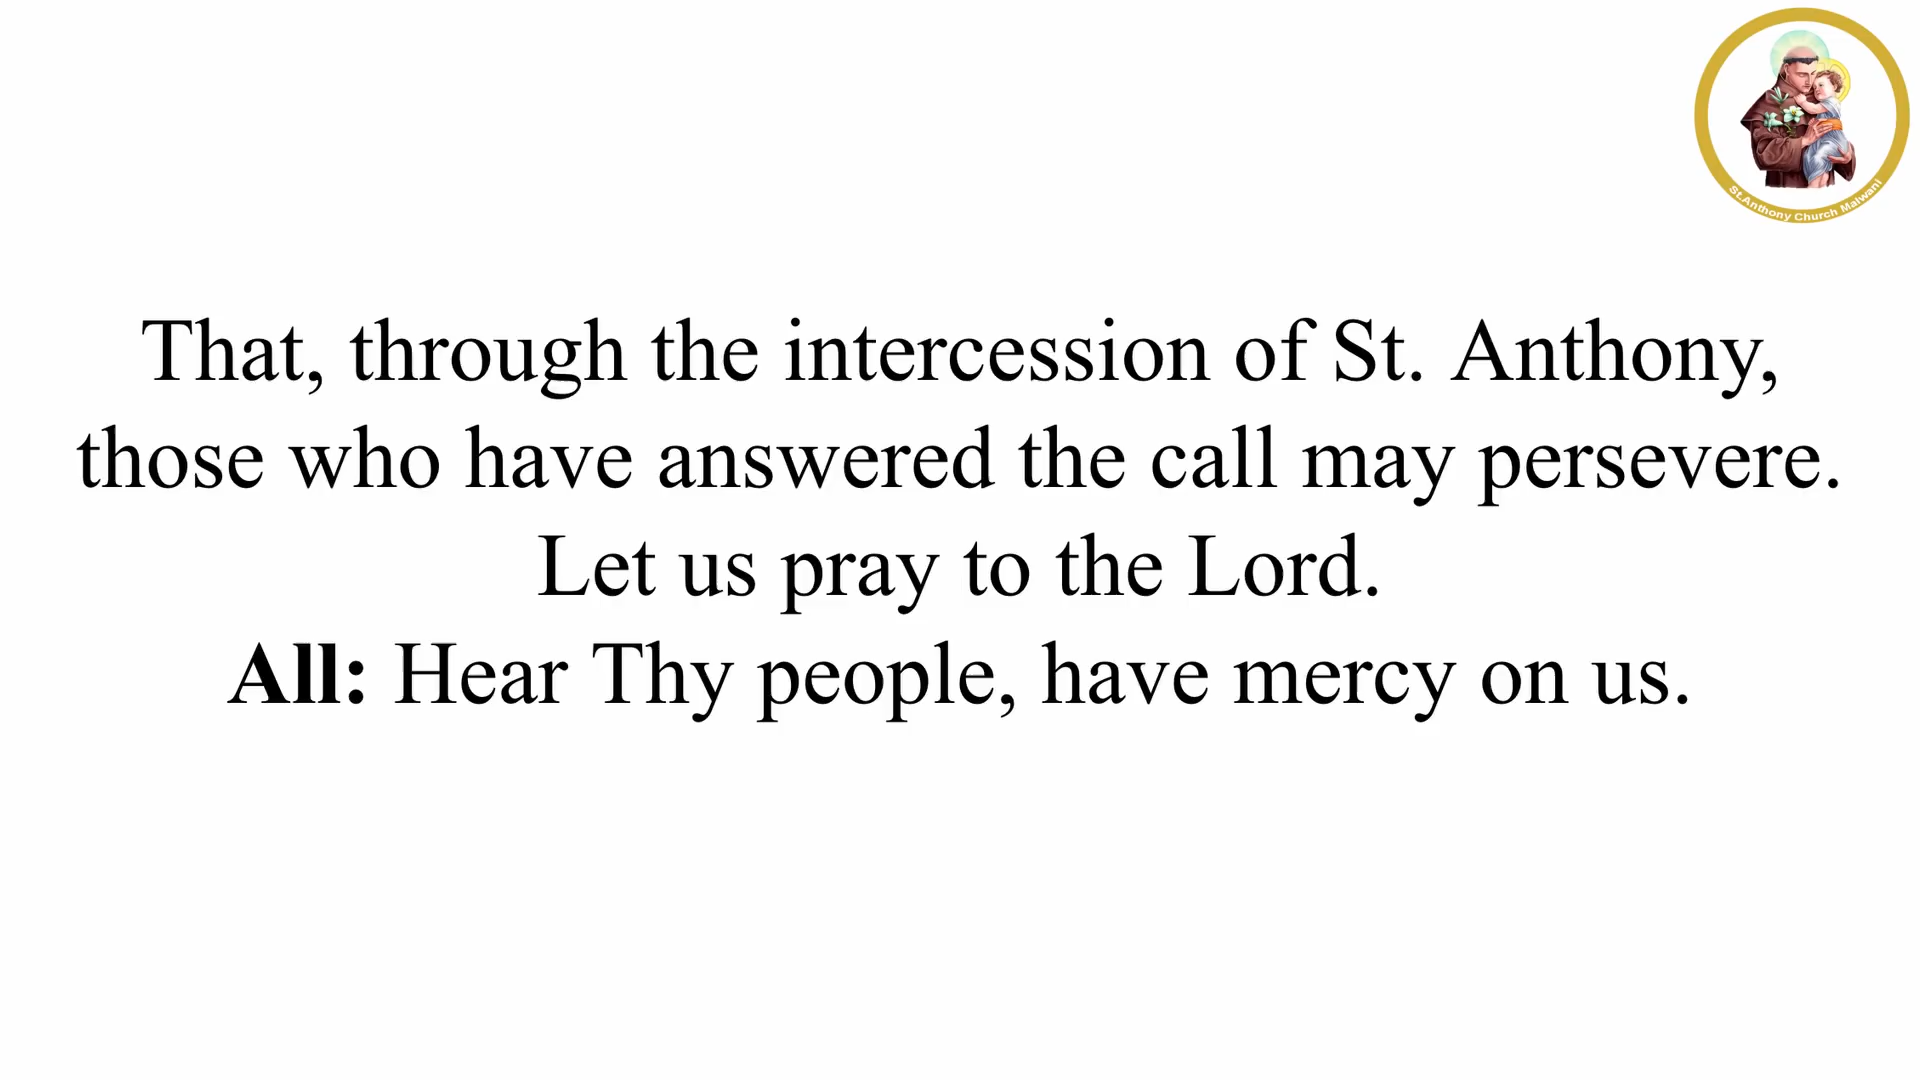 St.Anthony Church Malwani
That, through the intercession of St. Anthony,
those who have answered the call may persevere.
Let us pray to the Lord.
All: Hear Thy people, have mercy on us.